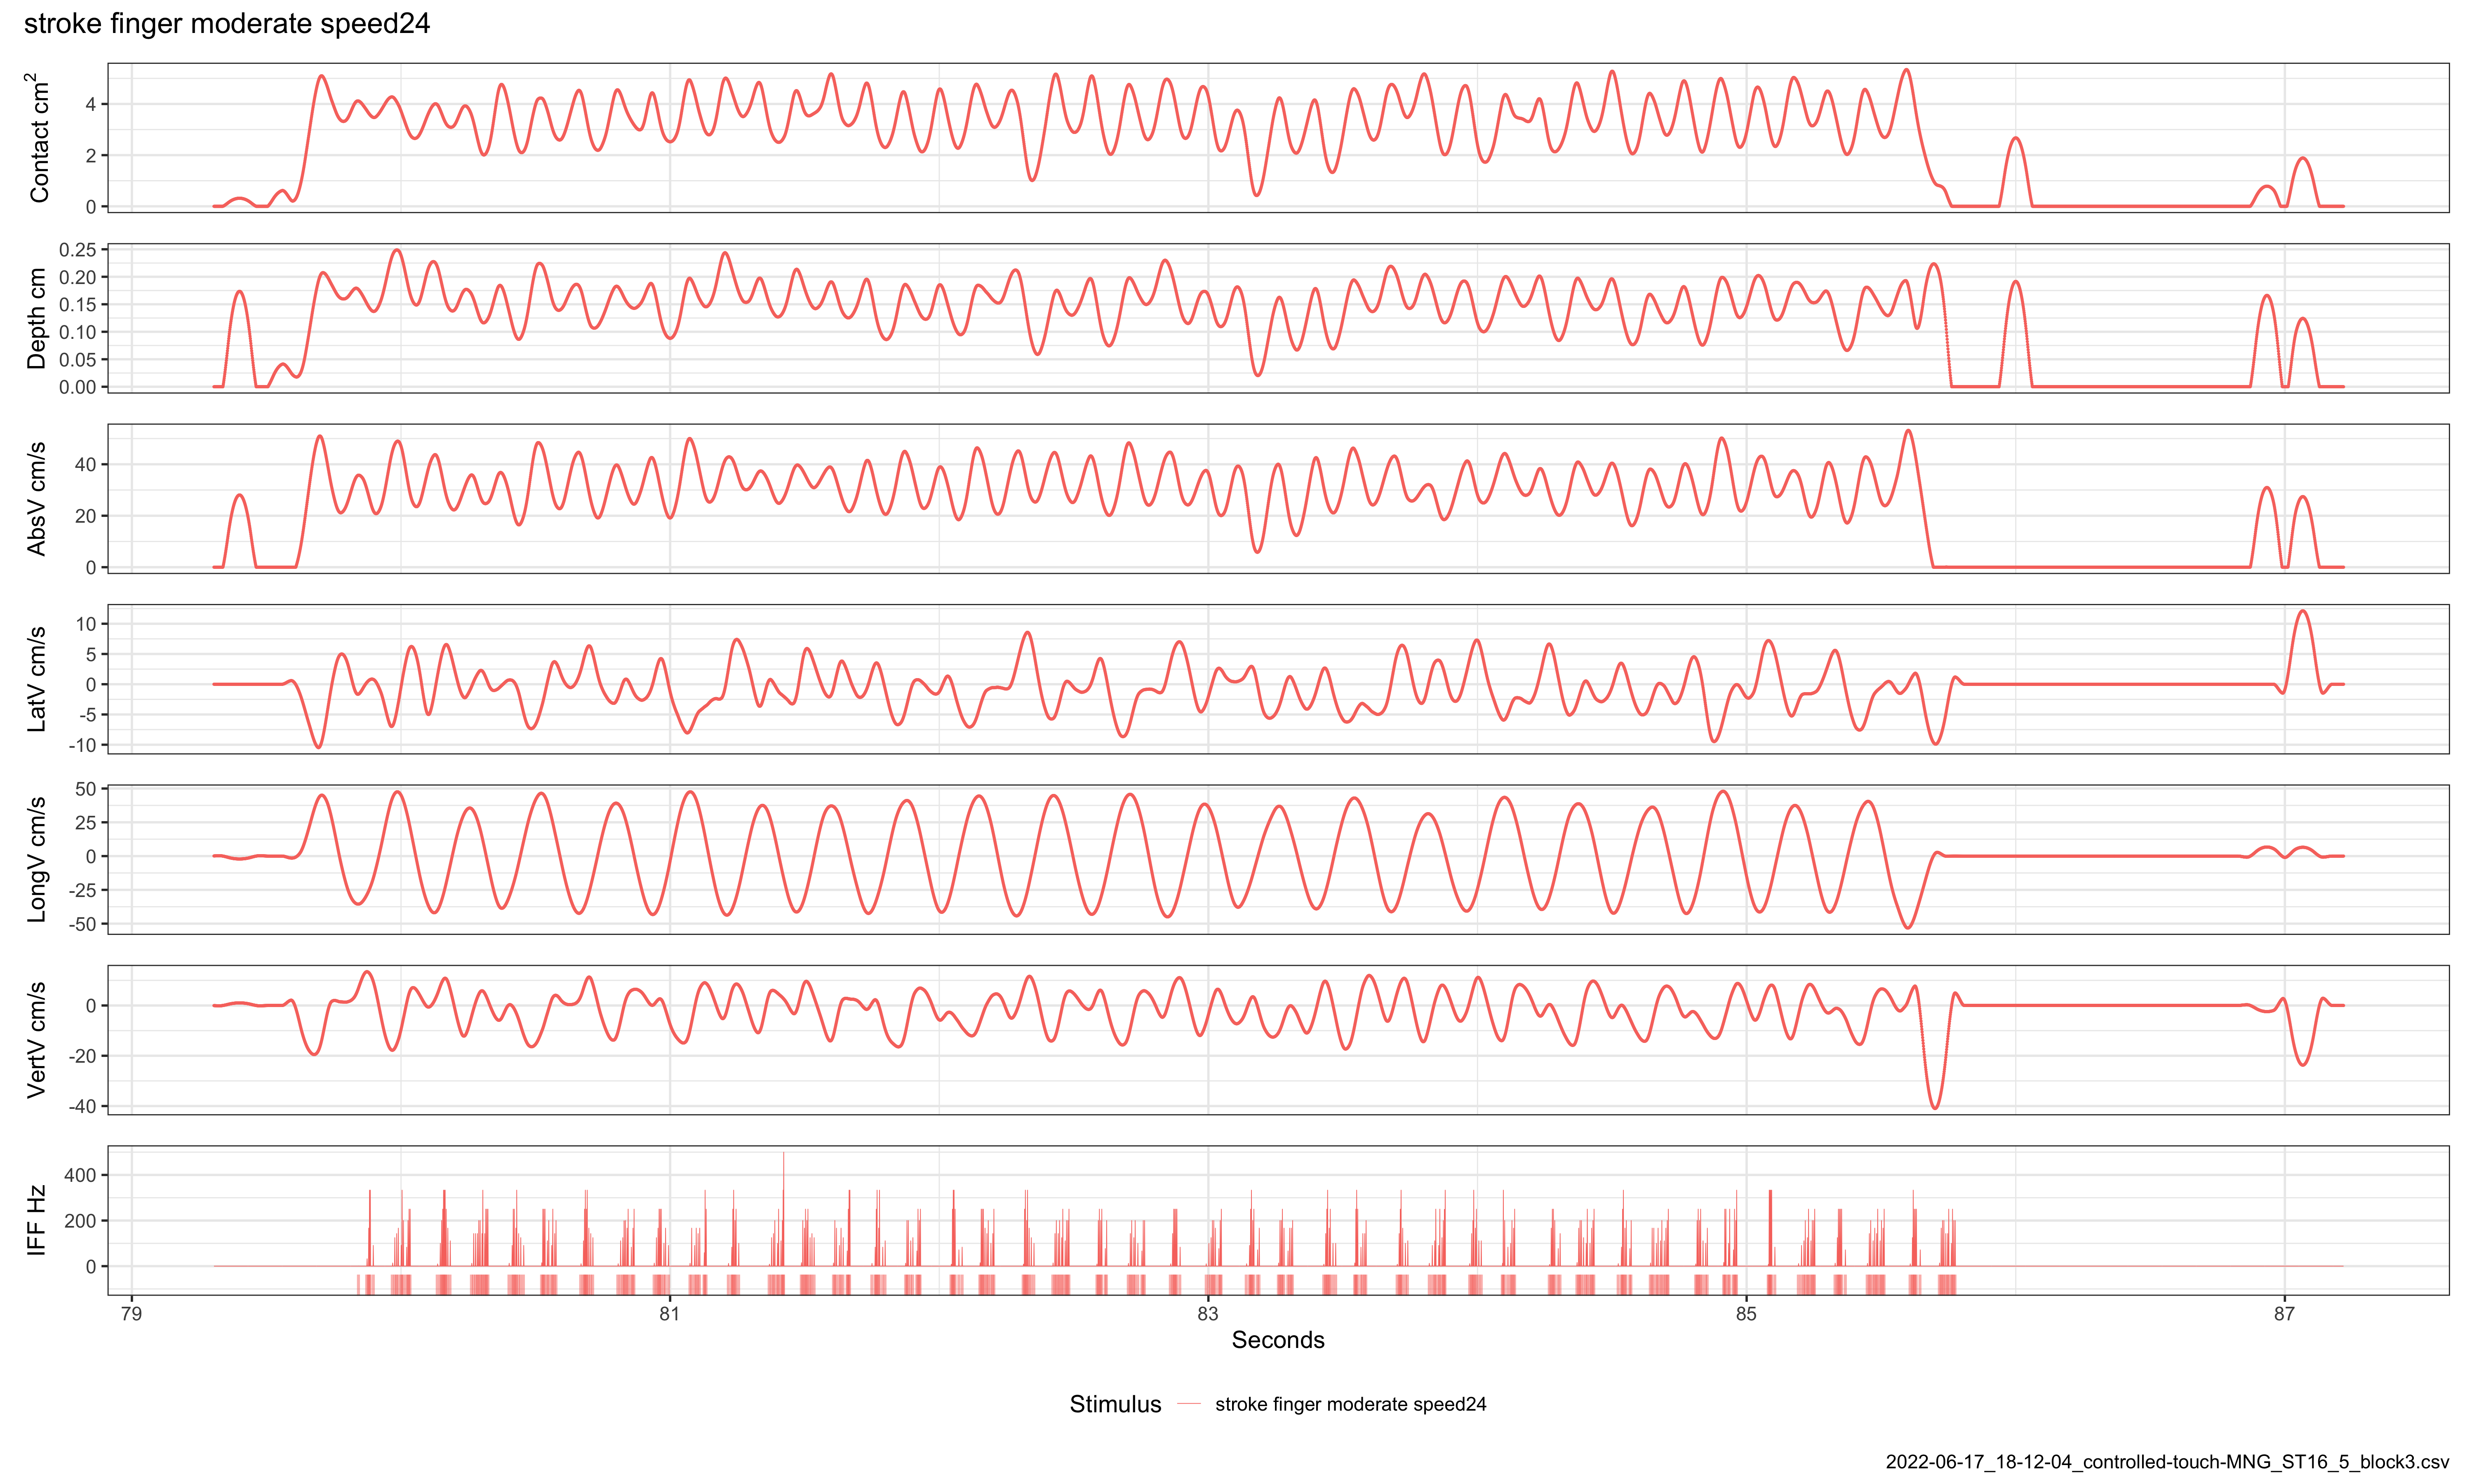 stroke finger moderate speed24
Contact cm2
4
2
0
Depth cm
0.25
0.20
0.15
0.10
0.05
0.00
AbsV cm/s
40
20
0
LatV cm/s
10
5
0
-5
-10
LongV cm/s
50
25
0
-25
-50
VertV cm/s
0
-20
-40
IFF Hz
400
200
0
79 81 83 85 87
Seconds
Stimulus stroke finger moderate speed24
2022-06-17_18-12-04_controlled-touch-MNG_ST16_5_block3.csv